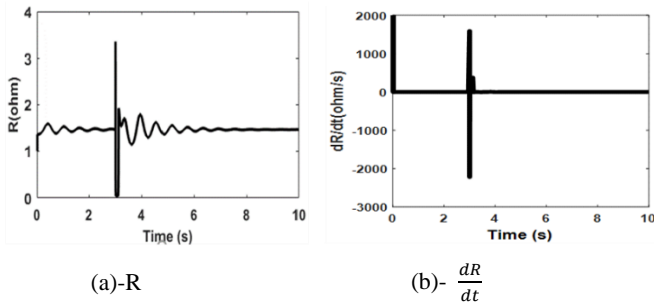 4
3
2
1
0
R(ohm)
0 2 4 6 8 10
Time (s)
2000
1000
0
-1000
-2000
-3000
dR/dt(ohm/s)
0 2 4 6 8 10
Time (s)
(a)-R
(b)- dR/dt